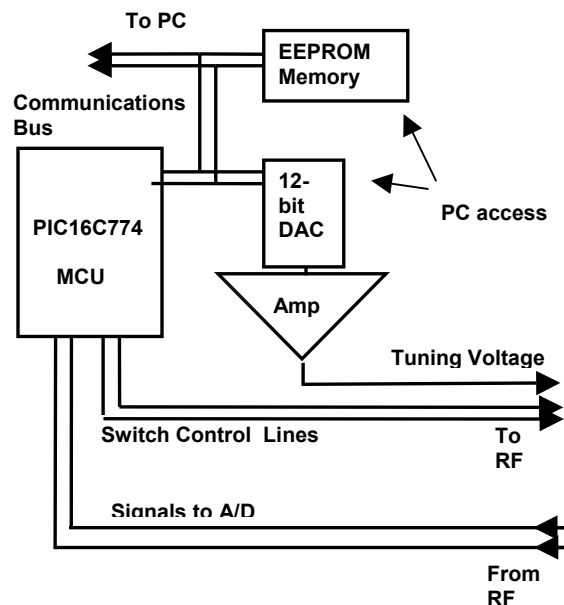 To PC
EEPROM
Memory
Communications
Bus
12-
bit
DAC
PC access
PIC16C774
MCU
Amp
Tuning Voltage
Switch Control Lines
To
RF
Signals to A/D
From
RF